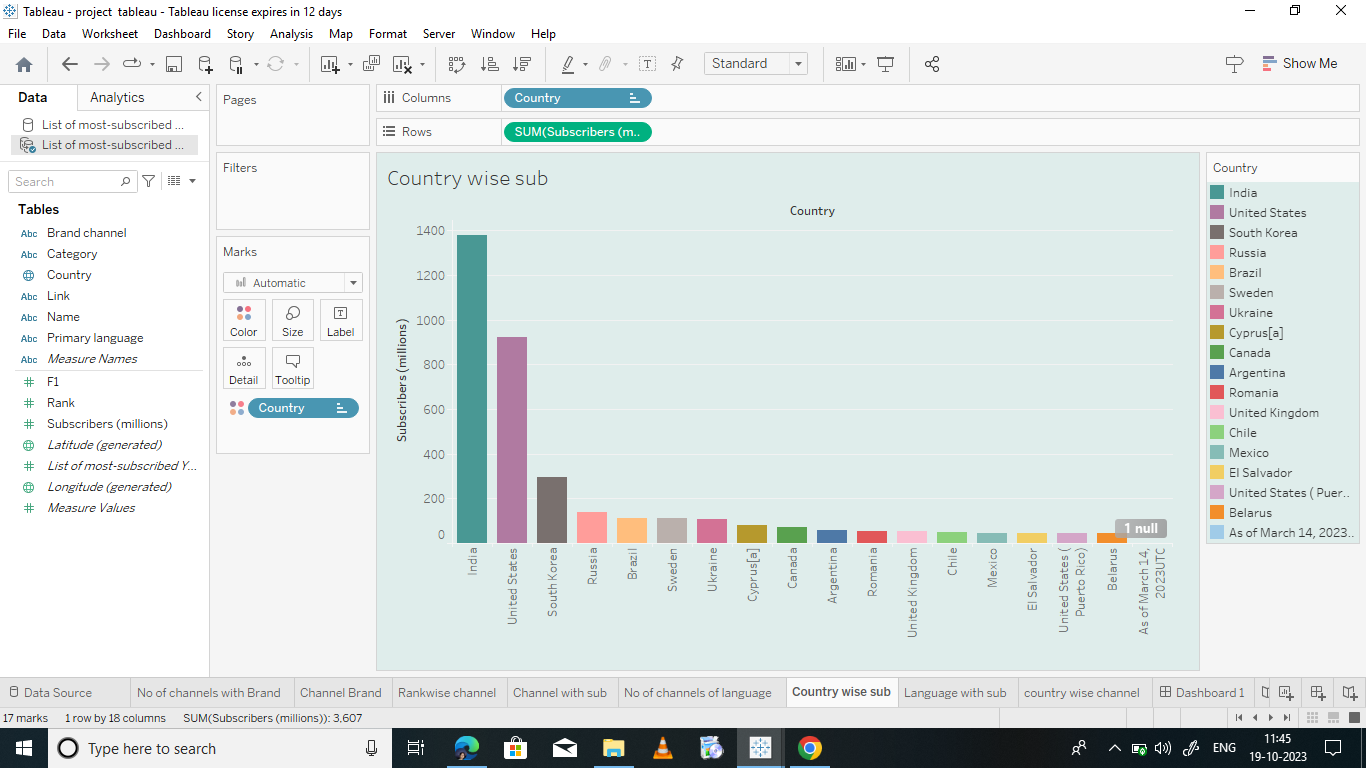 Tableau - project tableau - Tableau license expires in 12 days
File Data Worksheet Dashboard Story Analysis Map Format Server Window Help
Standard
Show Me
Data
Analytics
List of most-subscribed ...
List of most-subscribed ...
Search
Tables
Abc Brand channel
Abc Category
Country
Abc Link
Abc Name
Abc Primary language
Abc Measure Names
F1
Rank
Subscribers (millions)
Latitude (generated)
List of most-subscribed Y...
Longitude (generated)
Measure Values
Pages
Filters
Marks
Automatic
Color
Size
Label
T
Detail
Tooltip
Country
Columns
Country
Rows
SUM(Subscribers (m..
Country wise sub
Country
Subscribers (millions)
1400
1200
1000
800
600
400
200
0
1 null
India
United States
South Korea
Russia
Brazil
Sweden
Ukraine
Cyprus[a]
Canada
Argentina
Romania
United Kingdom
Chile
Mexico
El Salvador
United States (
Puerto Rico)
Belarus
As of March 14,
2023UTC
Country
India
United States
South Korea
Russia
Brazil
Sweden
Ukraine
Cyprus[a]
Canada
Argentina
Romania
United Kingdom
Chile
Mexico
El Salvador
United States ( Puer..
Belarus
As of March 14, 2023..
Data Source
No of channels with Brand
Channel Brand
Rankwise channel
Channel with sub
No of channels of language
Country wise sub
Language with sub
country wise channel
Dashboard 1
17 marks
1 row by 18 columns
SUM(Subscribers (millions)): 3,607
Type here to search
ENG
11:45
19-10-2023